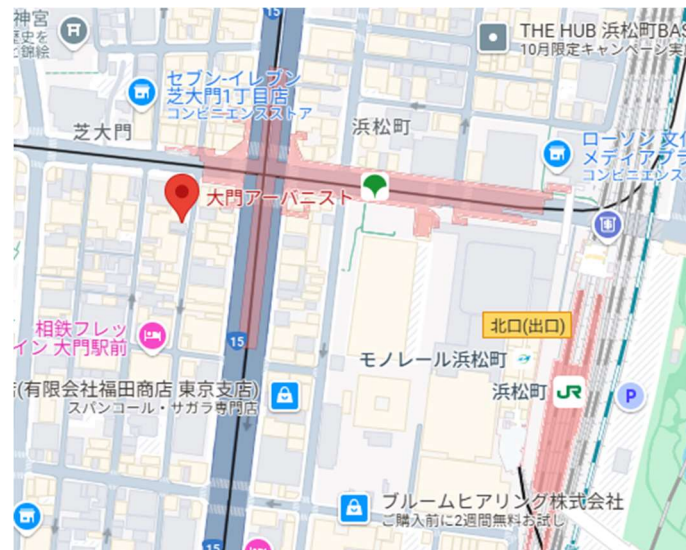 15
神宮
歴史を
錦絵
THE HUB 浜松町BAS
10月限定キャンペーン実
セブン-イレブン
芝大門1丁目店
コンビニエンスストア
芝大門
浜松町
ローソン 文化
メディアプラ
コンビニエンス
大門アーバニスト
北口(出口)
15
相鉄フレッ
イン 大門駅前
モノレール浜松町
浜松町
JR
P
(有限会社福田商店 東京支店)
スパンコール・サガラ専門店
ブルームヒアリング株式会社
ご購入前に2週間無料お試し
15